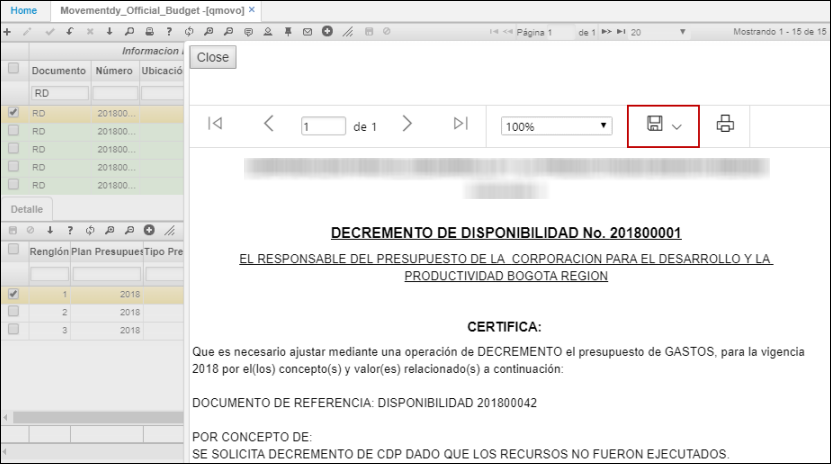 Home
Movementdy_Official_Budget -[qmovo] ×
Página 1 de 1 20 Mostrando 1 - 15 de 15
Informacion
Documento Número Ubicació
RD
RD 201800...
RD 201800...
RD 201800...
RD 201800...
RD 201800...
Detalle
Renglón Plan Presupues Tipo Pre
1 2018
2 2018
3 2018
Close
1 de 1 100%
DECREMENTO DE DISPONIBILIDAD No. 201800001
EL RESPONSABLE DEL PRESUPUESTO DE LA CORPORACION PARA EL DESARROLLO Y LA
PRODUCTIVIDAD BOGOTA REGION
CERTIFICA:
Que es necesario ajustar mediante una operación de DECREMENTO el presupuesto de GASTOS, para la vigencia
2018 por el(los) concepto(s) y valor(es) relacionado(s) a continuación:
DOCUMENTO DE REFERENCIA: DISPONIBILIDAD 201800042
POR CONCEPTO DE:
SE SOLICITA DECREMENTO DE CDP DADO QUE LOS RECURSOS NO FUERON EJECUTADOS.